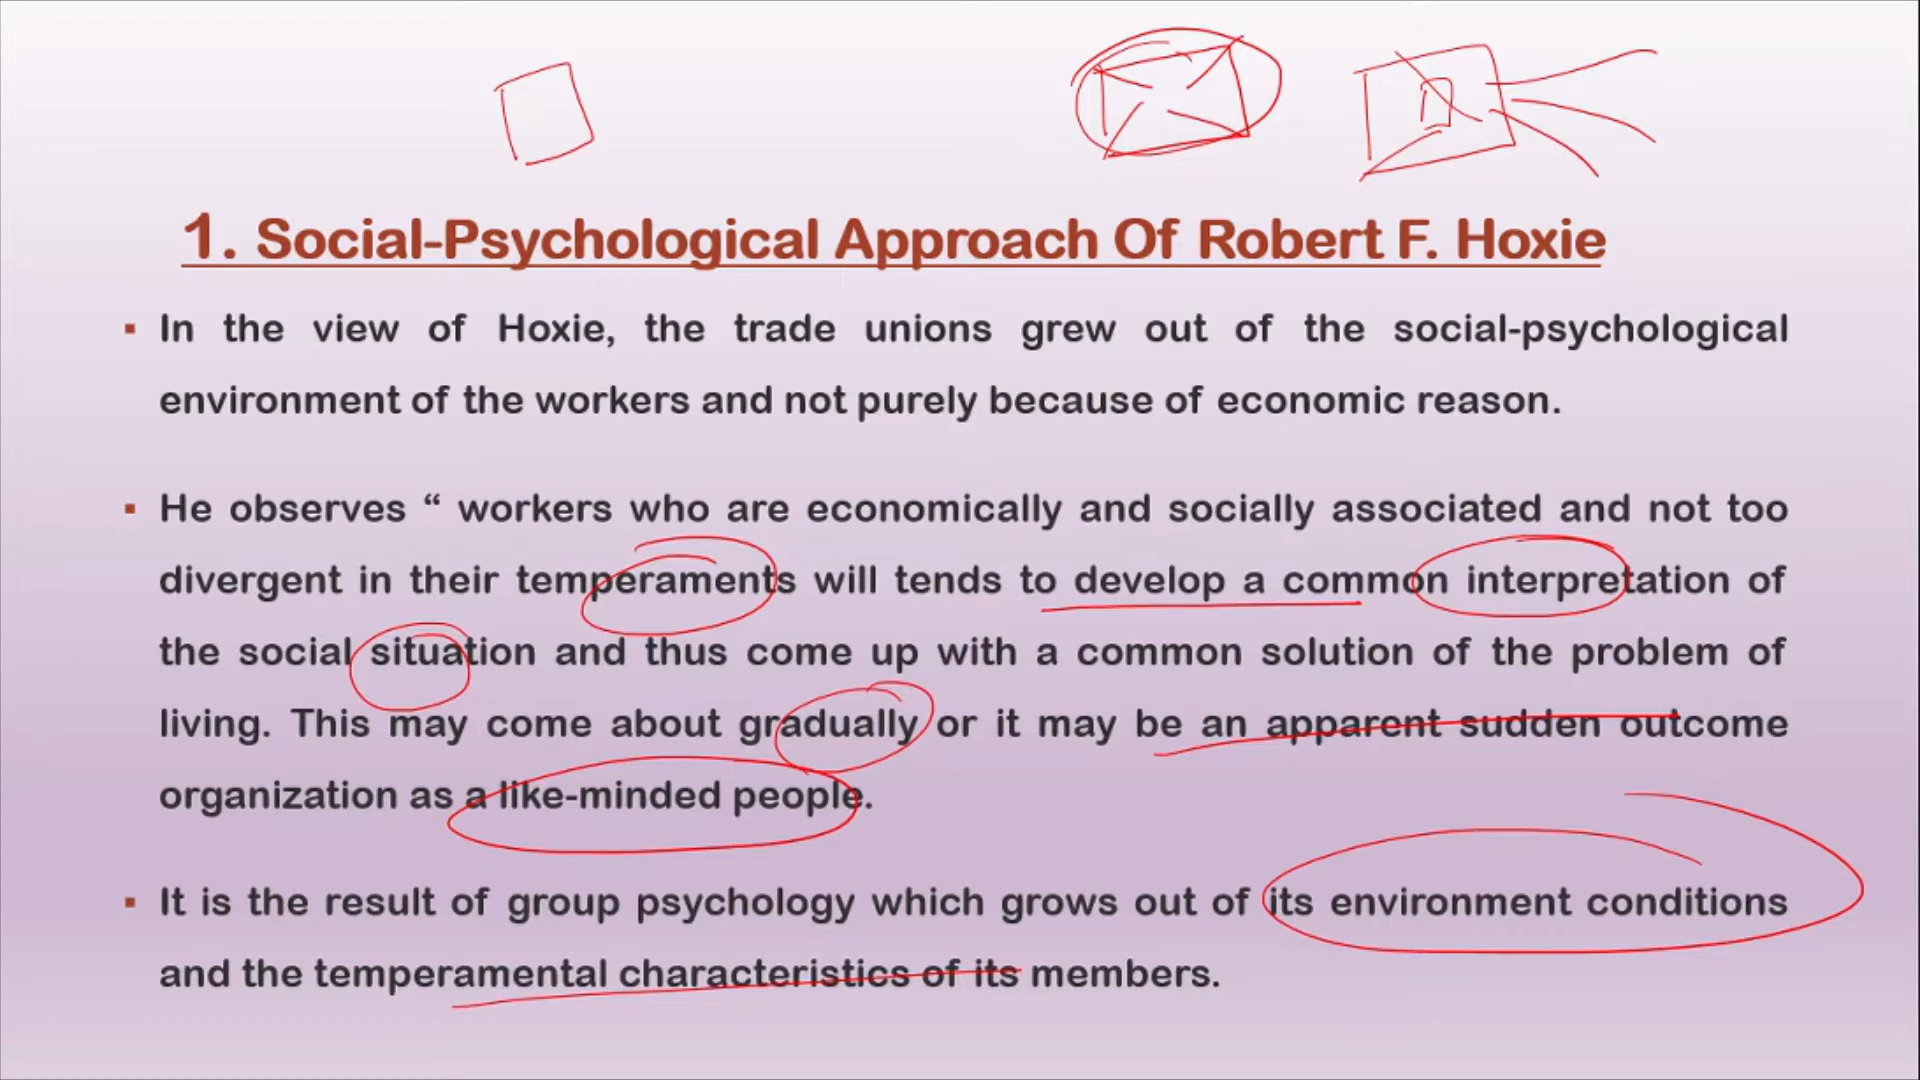 1. Social-Psychological Approach Of Robert F. Hoxie
▪ In the view of Hoxie, the trade unions grew out of the social-psychological
environment of the workers and not purely because of economic reason.
▪ He observes “ workers who are economically and socially associated and not too
divergent in their temperaments will tends to develop a common interpretation of
the social situation and thus come up with a common solution of the problem of
living. This may come about gradually or it may be an apparent sudden outcome
organization as a like-minded people.
▪ It is the result of group psychology which grows out of its environment conditions
and the temperamental characteristics of its members.